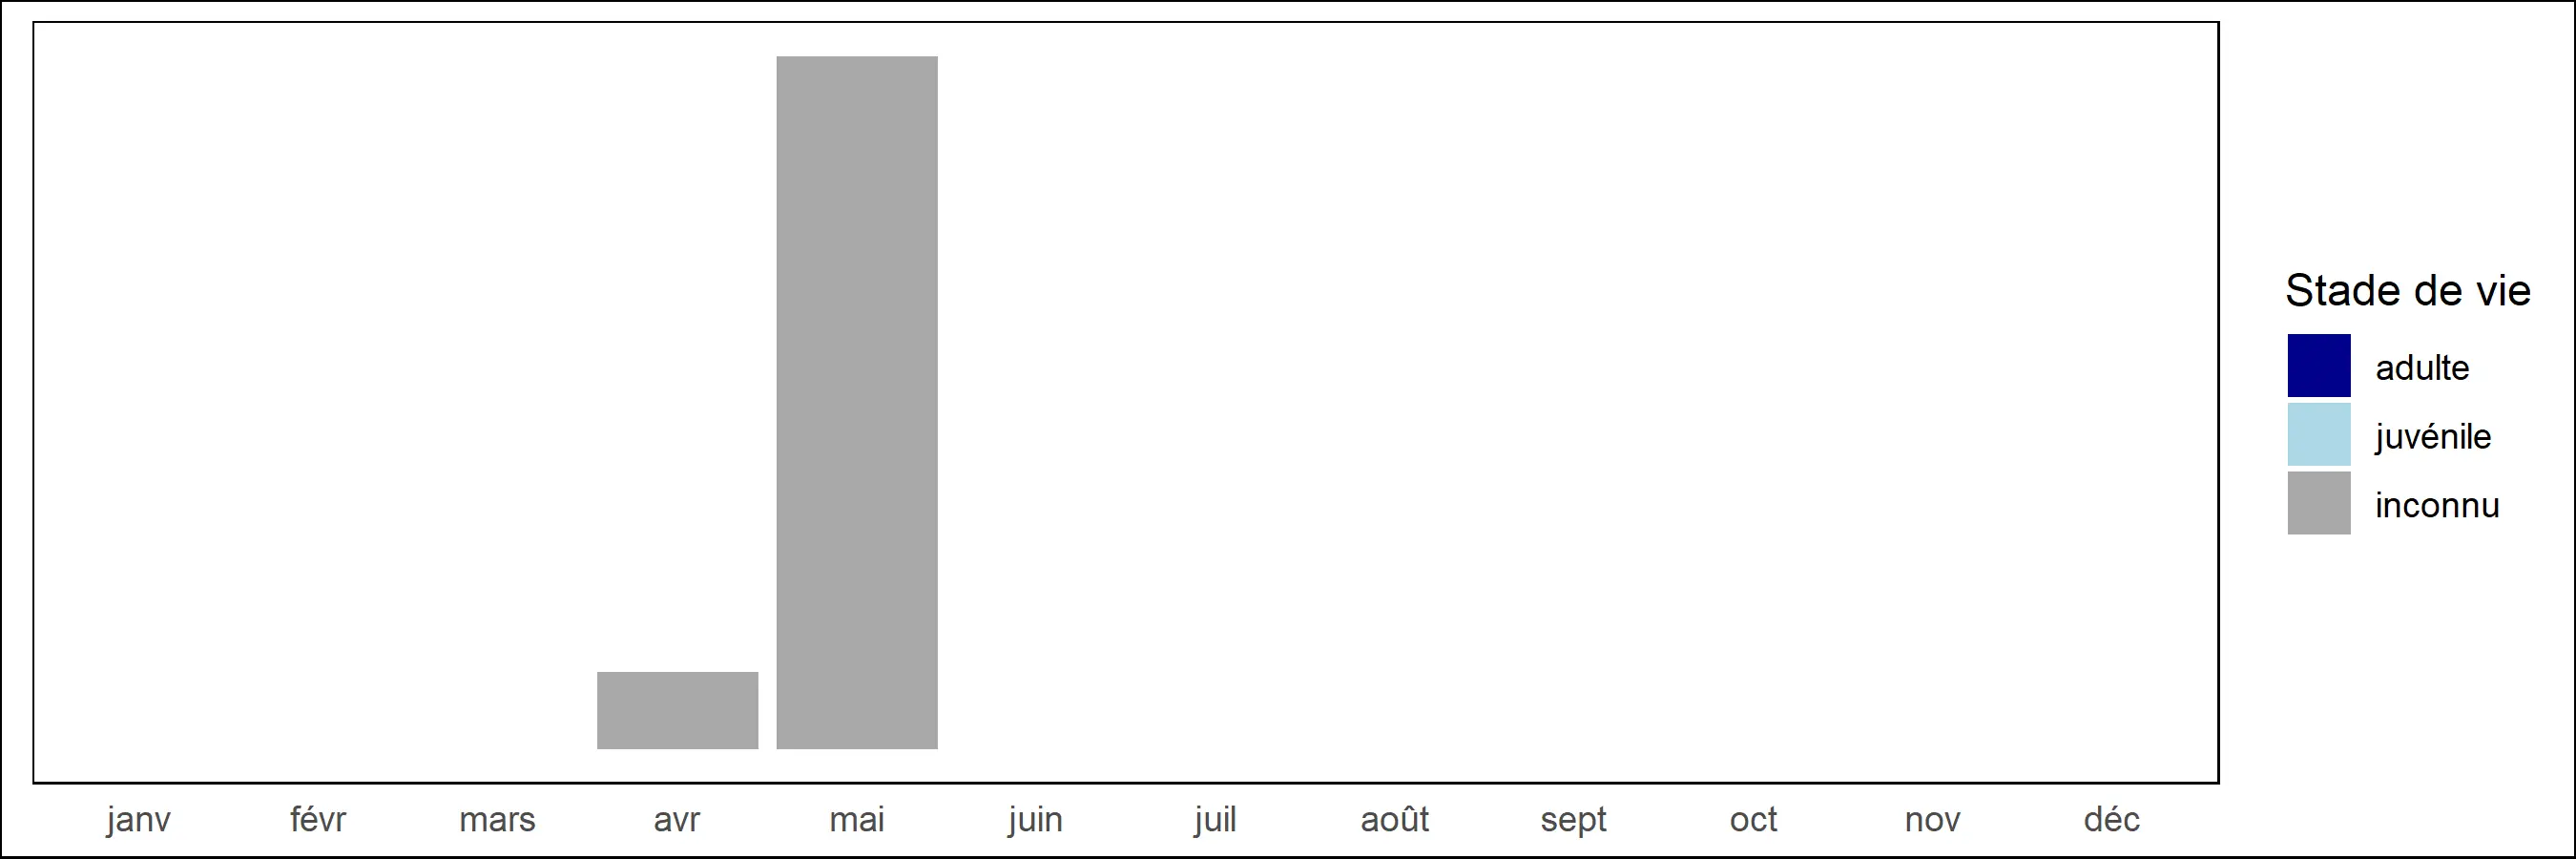 Stade de vie
adulte
juvénile
inconnu
janv févr mars avr mai juin juil août sept oct nov déc